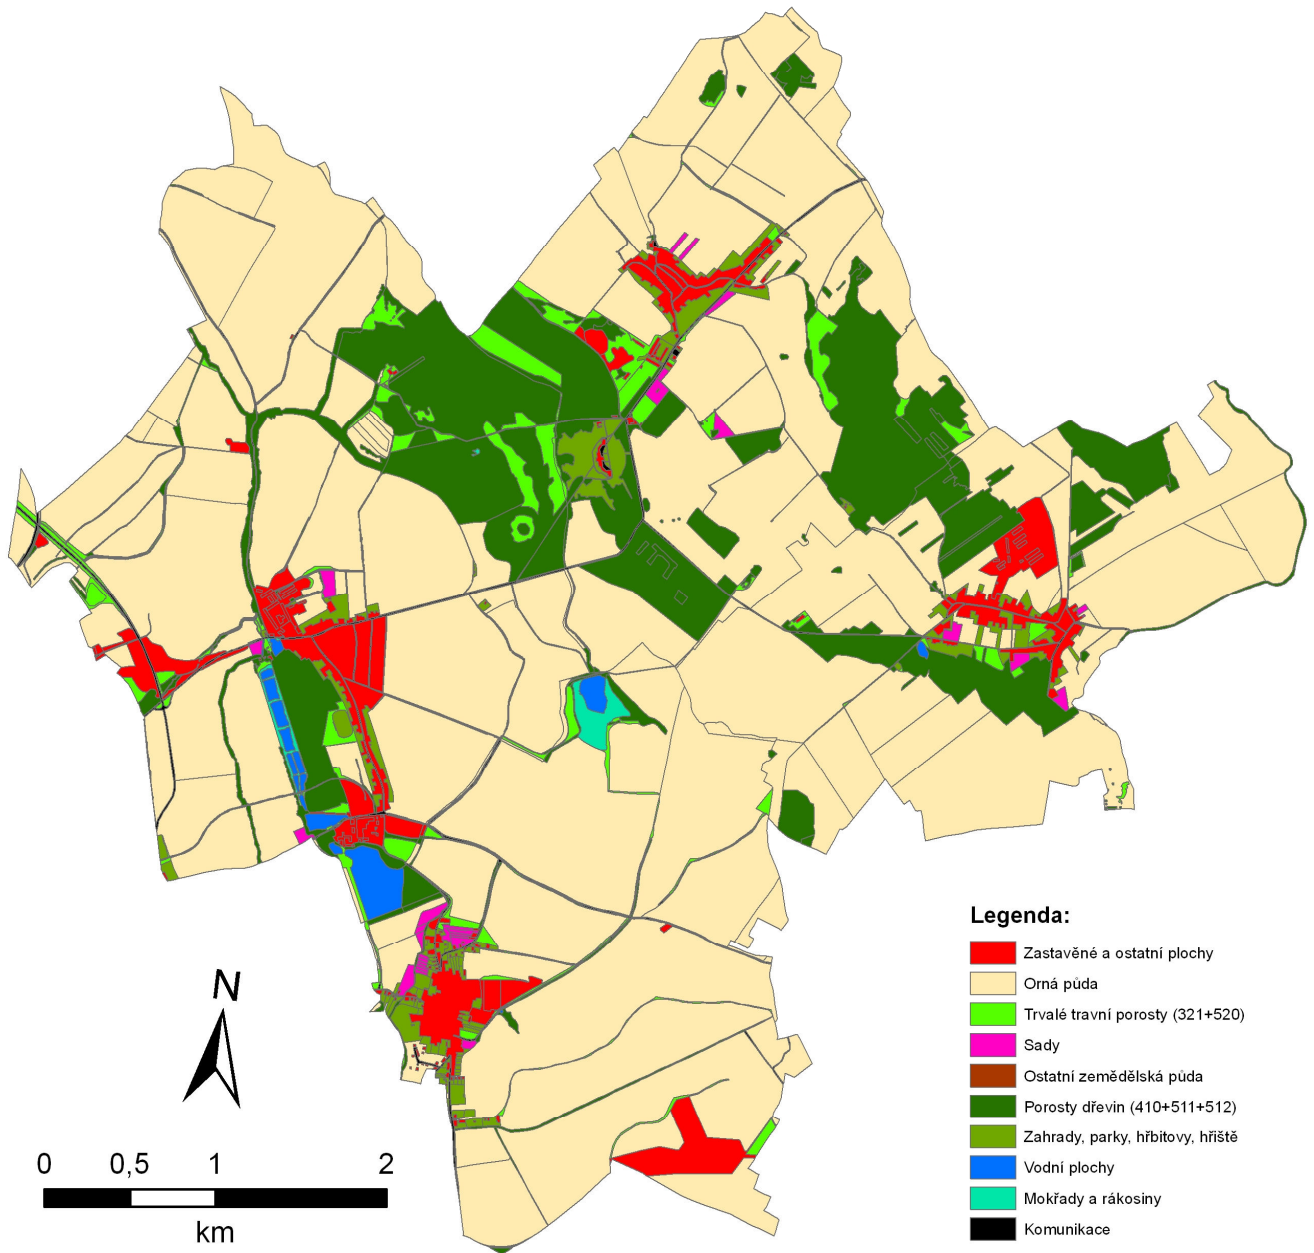 Legenda:
Zastavěné a ostatní plochy
Orná půda
Trvalé travní porosty (321+520)
Sady
Ostatní zemědělská půda
Porosty dřevin (410+511+512)
Zahrady, parky, hřbitovy, hřiště
Vodní plochy
Mokřady a rákosiny
Komunikace
N
0 0,5 1 2
km